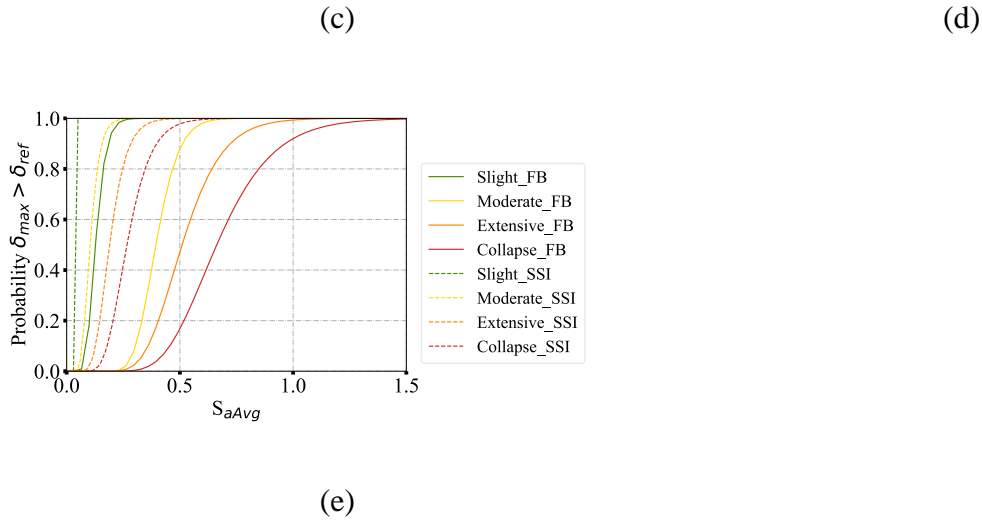 (c) (d)
1.0
0.8
0.6
0.4
0.2
0.0
Probability δmax > δref
0.0 0.5 1.0 1.5
SaAvg
Slight_FB
Moderate_FB
Extensive_FB
Collapse_FB
Slight_SSI
Moderate_SSI
Extensive_SSI
Collapse_SSI
(e)